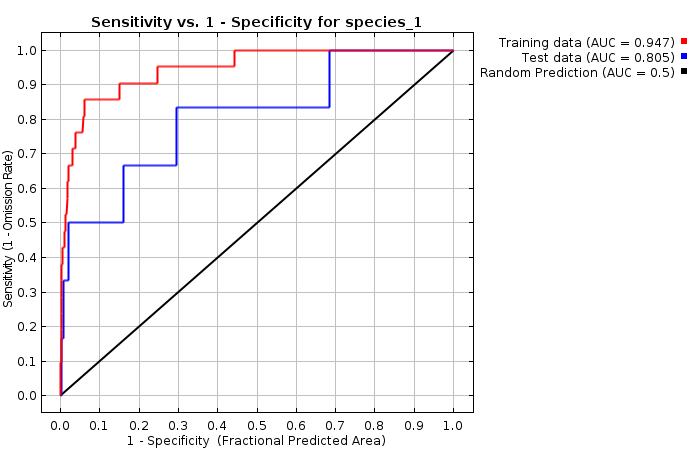 Sensitivity vs. 1 - Specificity for species_1
Training data (AUC = 0.947)
Test data (AUC = 0.805)
Random Prediction (AUC = 0.5)
Sensitivity (1 - Omission Rate)
1.0
0.9
0.8
0.7
0.6
0.5
0.4
0.3
0.2
0.1
0.0
0.0 0.1 0.2 0.3 0.4 0.5 0.6 0.7 0.8 0.9 1.0
1 - Specificity (Fractional Predicted Area)